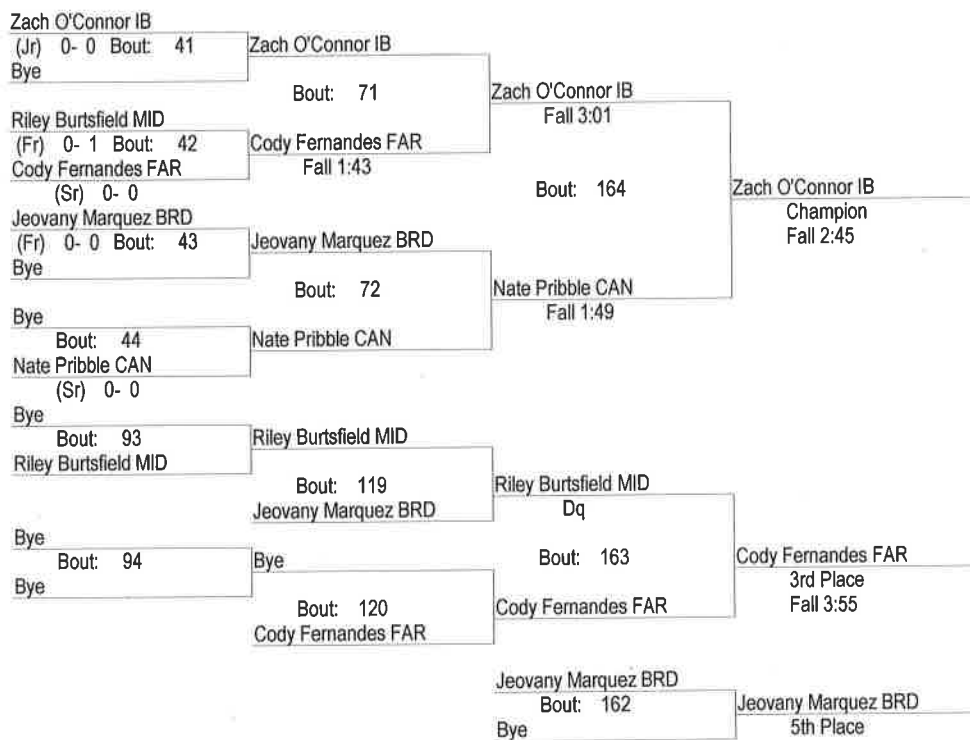 Zach O'Connor IB
(Jr) 0- 0 Bout: 41
Bye
Riley Burtsfield MID
(Fr) 0- 1 Bout: 42
Cody Fernandes FAR
(Sr) 0- 0
Jeovany Marquez BRD
(Fr) 0- 0 Bout: 43
Bye
Bye
Bout: 44
Nate Pribble CAN
(Sr) 0- 0
Bye
Bout: 93
Riley Burtsfield MID
Bye
Bout: 94
Bye
Zach O'Connor IB
Bout: 71
Cody Fernandes FAR
Fall 1:43
Jeovany Marquez BRD
Bout: 72
Nate Pribble CAN
Riley Burtsfield MID
Bout: 119
Jeovany Marquez BRD
Bye
Bout: 120
Cody Fernandes FAR
Zach O'Connor IB
Fall 3:01
Bout: 164
Nate Pribble CAN
Fall 1:49
Riley Burtsfield MID
Dq
Bout: 163
Cody Fernandes FAR
Jeovany Marquez BRD
Bout: 162
Bye
Zach O'Connor IB
Champion
Fall 2:45
Cody Fernandes FAR
3rd Place
Fall 3:55
Jeovany Marquez BRD
5th Place